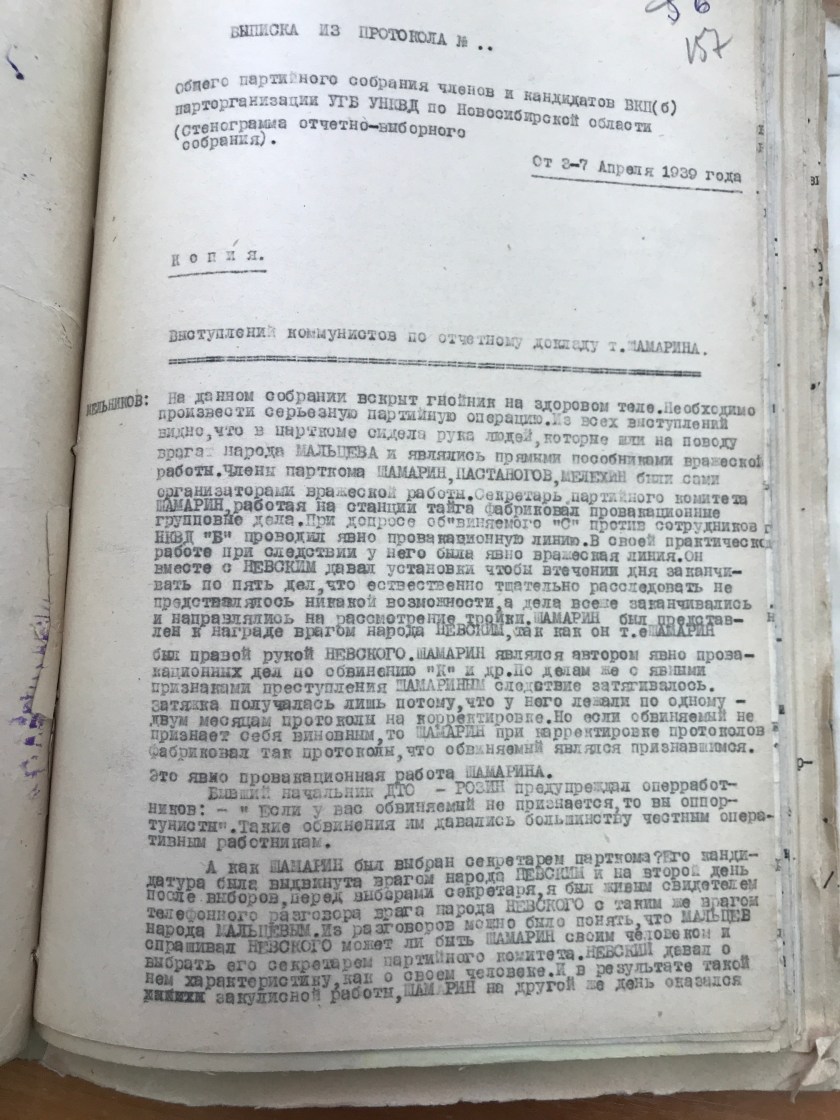 96
157
ВЫПИСКА ИЗ ПРОТОКОЛА № ..
Общего партийного собрания членов и кандидатов ВКП(б)
парторганизации УГБ УНКВД по Новосибирской области
(Стенограмма отчетно-выборного
собрания).
От 3-7 Апреля 1939 года
Копия.
Выступлений коммунистов по отчетному докладу т.ШАМАРИНА.
МЕЛЬНИКОВ: На данном собрании вскрыт гнойник на здоровом теле.Необходимо
произвести серьезную партийную операцию.Из всех выступлений
видно,что в парткоме сидела рука людей,которые шли на поводу
врага народа МАЛЬЦЕВА и являлись прямыми пособниками вражеской
работы.Члены парткома ШАМАРИН,ПАСТАНОГОВ,МЕЛЕХИН были сами
организаторами вражеской работы.Секретарь партийного комитета
ШАМАРИН,работая на станции тайга фабриковал провакационные
групповые дела.При допросе об"виняемого "С" против сотрудников
НКВД "Б" проводил явно провакационную линию.В своей практическо
работе при следствии у него была явно вражеская линия.Он
вместе с НЕВСКИМ давал установки чтобы втечении дня заканчи-
вать по пять дел,что ествественно тщательно расследовать не
представлялось никакой возможности,а дела всеже заканчивались
и направлялись на рассмотрение тройки.ШАМАРИН был представ-
лен к награде врагом народа НЕВСКИМ,так как он т.еШАМАРИН
был правой рукой НЕВСКОГО.ШАМАРИН являлся автором явно прова-
кационных дел по обвинению "К" и др.По делам же с явными
признаками преступления ШАМАРИНЫМ следствие затягивалось.
Затяжка получалась лишь потому,что у него лежали по одному -
двум месяцам протоколы на корректировке.Но если обвиняемый не
признает себя виновным,то ШАМАРИН при карректировке протоколов
фабриковал так протоколы,что обвиняемый являлся признавшимся.
Это явно провакационная работа ШАМАРИНА.
Бывший начальник ДТО - РОЗИН предупреждал оперработ-
ников: - " Если у вас обвиняемый не признается,то вы оппор-
тунисты".Такие обвинения им давались большинству честным опера-
тивным работникам.
А как ШАМАРИН был выбран секретарем парткома?Его канди-
датура была выдвинута врагом народа НЕВСКИМ и на второй день
после выборов,перед выборами секретаря,я был живым свидетелем
телефонного разговора врага народа НЕВСКОГО с таким же врагом
народа МАЛЬЦЕВЫМ.Из разговоров можно было понять,что МАЛЬЦЕВ
спрашивал НЕВСКОГО может ли быть ШАМАРИН своим человеком и
выбрать его секретарем партийного комитета.НЕВСКИЙ давал о
нем характеристику,как о своем человеке.И в результате такой
закулисной работы,ШАМАРИН на другой же день оказался